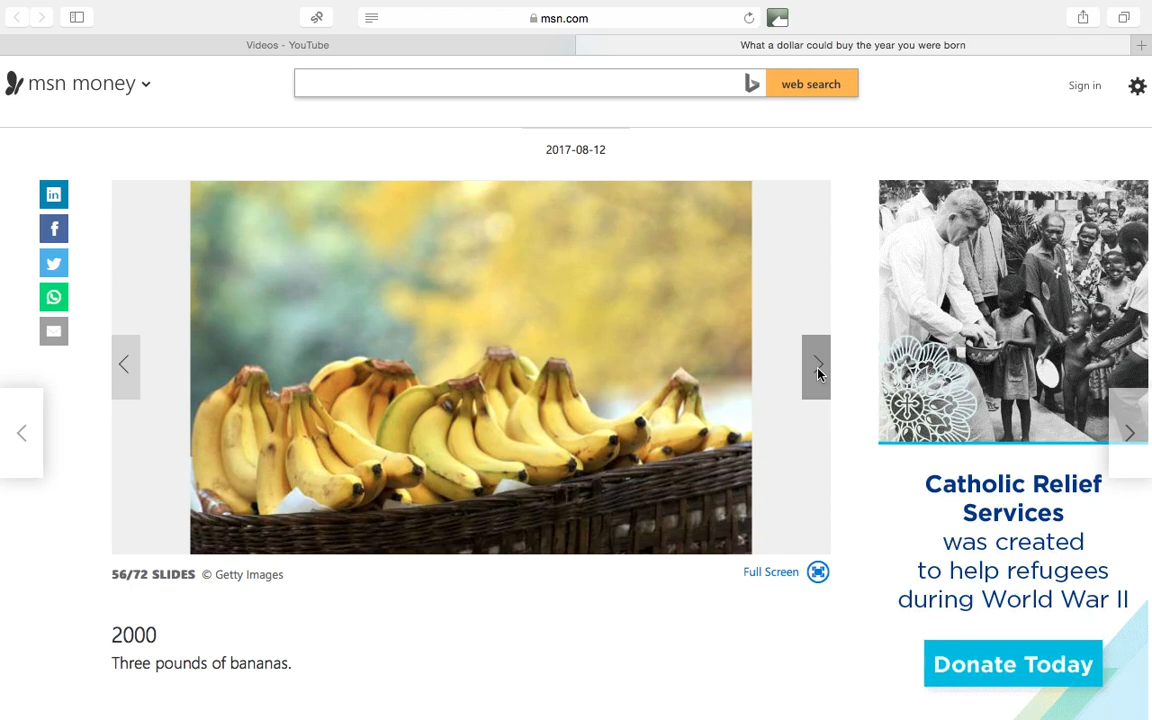 msn.com
Videos - YouTube
What a dollar could buy the year you were born
msn money
web search
Sign in
2017-08-12
56/72 SLIDES © Getty Images
Full Screen
2000
Three pounds of bananas.
Catholic Relief
Services
was created
to help refugees
during World War II
Donate Today